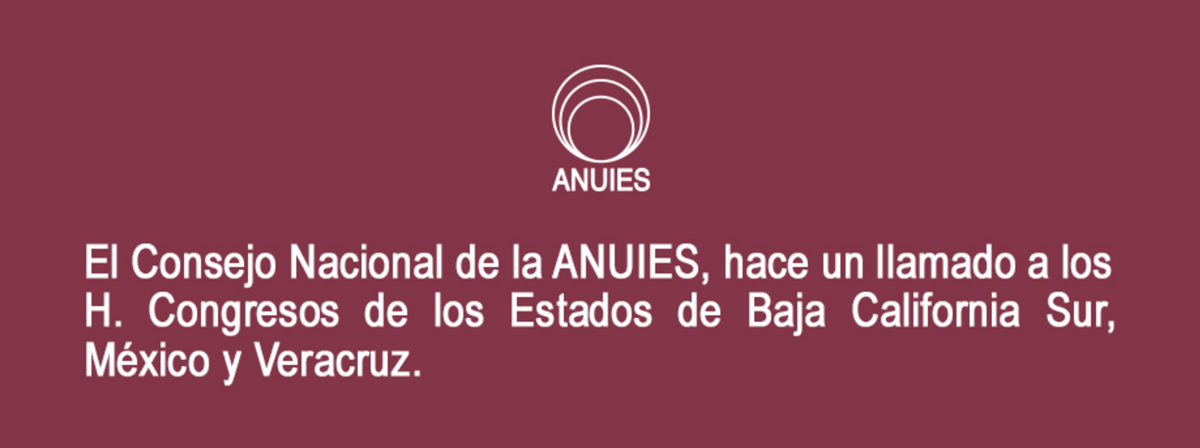 ANUIES
El Consejo Nacional de la ANUIES, hace un llamado a los
H. Congresos de los Estados de Baja California Sur,
México y Veracruz.